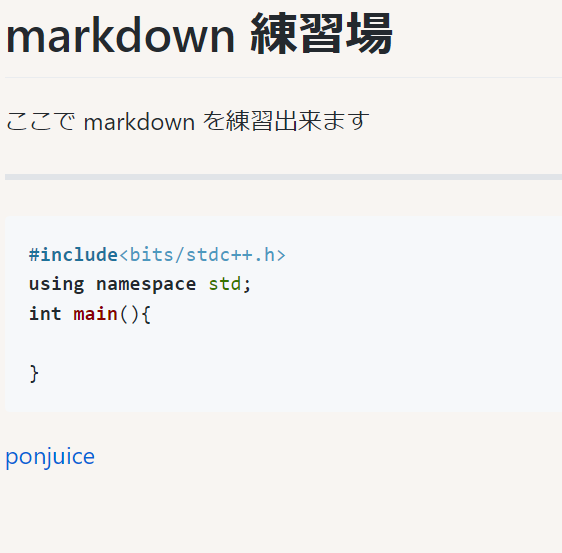 markdown 練習場
ここで markdown を練習出来ます
#include<bits/stdc++.h>
using namespace std;
int main(){
}
ponjuice